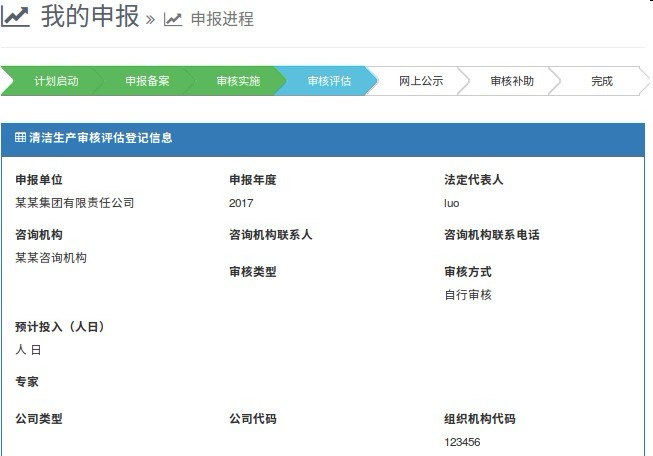 我的申报 » 申报进程
计划启动 申报备案 审核实施 审核评估 网上公示 审核补助 完成
清洁生产审核评估登记信息
申报单位 申报年度 法定代表人
某某集团有限责任公司 2017 luo
咨询机构 咨询机构联系人 咨询机构联系电话
某某咨询机构
审核类型 审核方式
自行审核
预计投入（人日）
人 日
专家
公司类型 公司代码 组织机构代码
123456